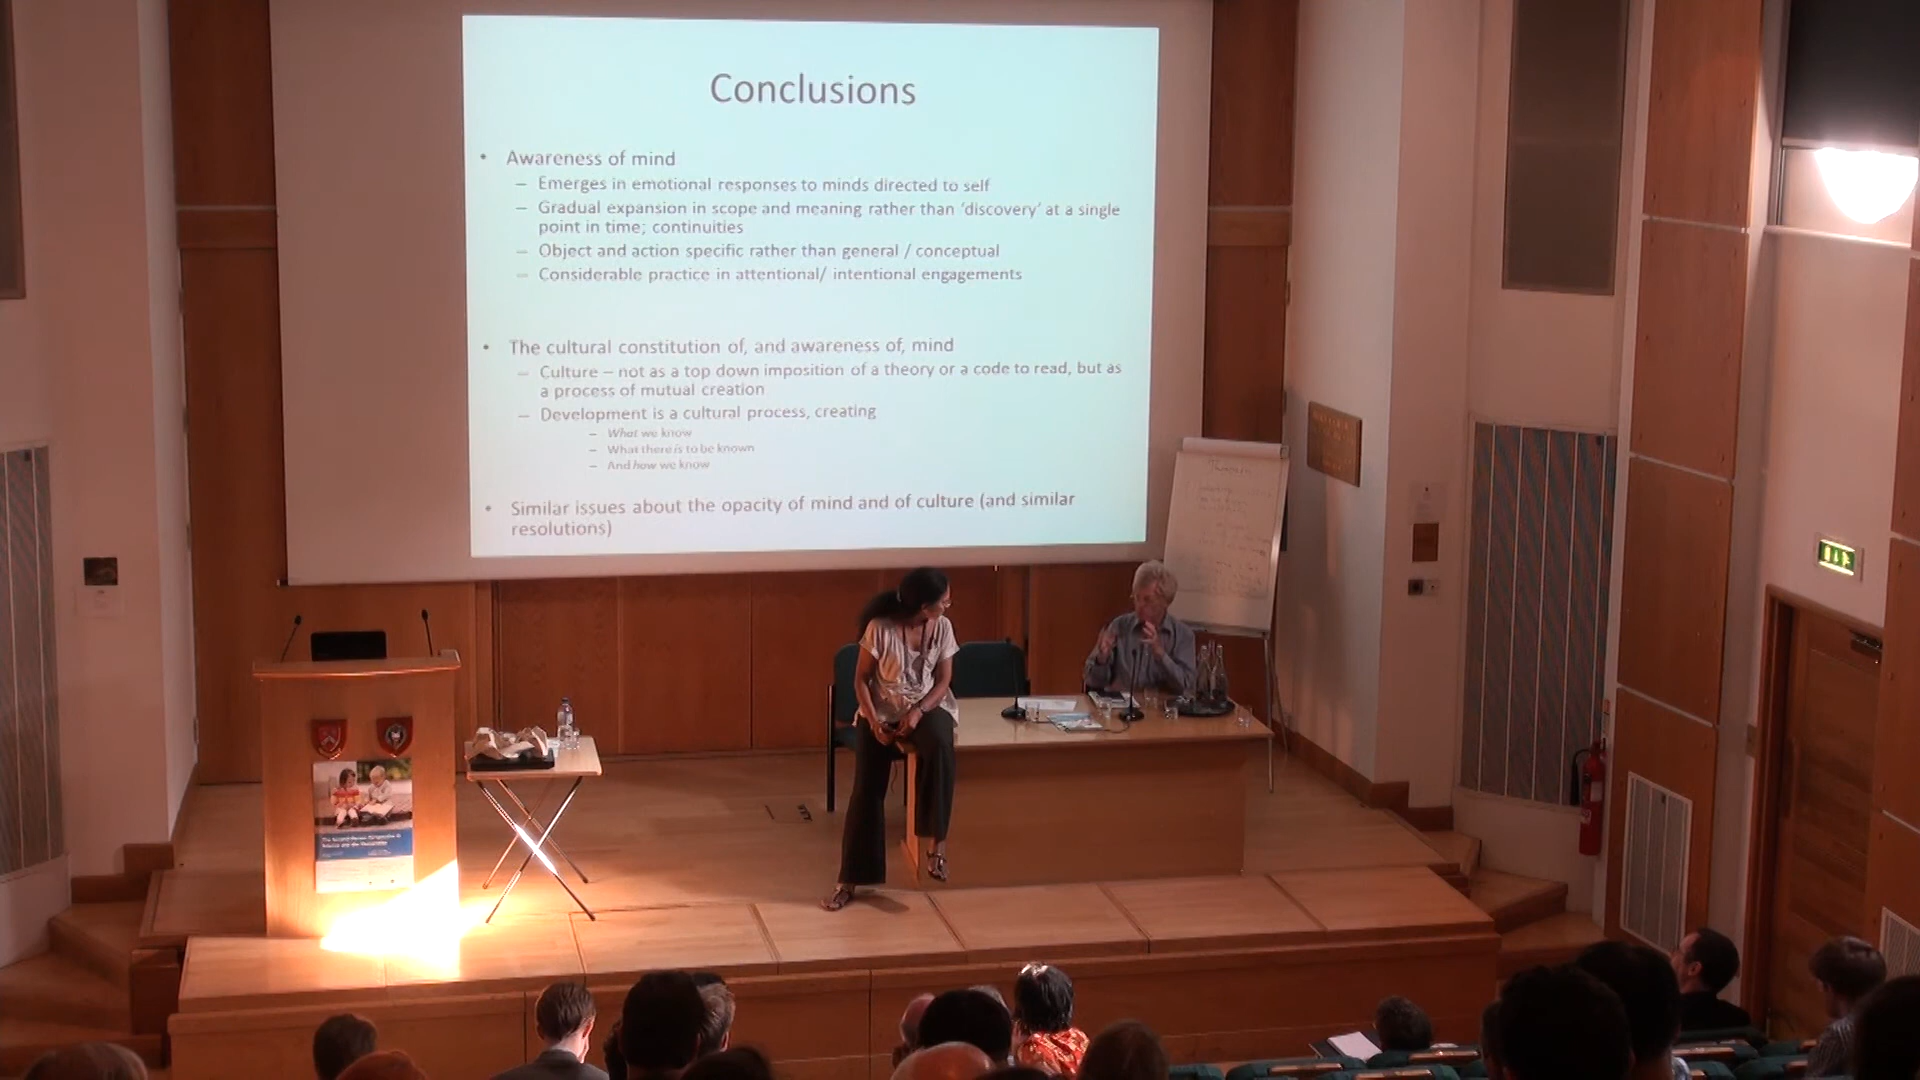 Conclusions
• Awareness of mind
– Emerges in emotional responses to minds directed to self
– Gradual expansion in scope and meaning rather than ‘discovery’ at a single
point in time; continuities
– Object and action specific rather than general / conceptual
– Considerable practice in attentional/ intentional engagements
• The cultural constitution of, and awareness of, mind
– Culture – not as a top down imposition of a theory or a code to read, but as
a process of mutual creation
– Development is a cultural process, creating
– What we know
– What there is to be known
– And how we know
• Similar issues about the opacity of mind and of culture (and similar
resolutions)